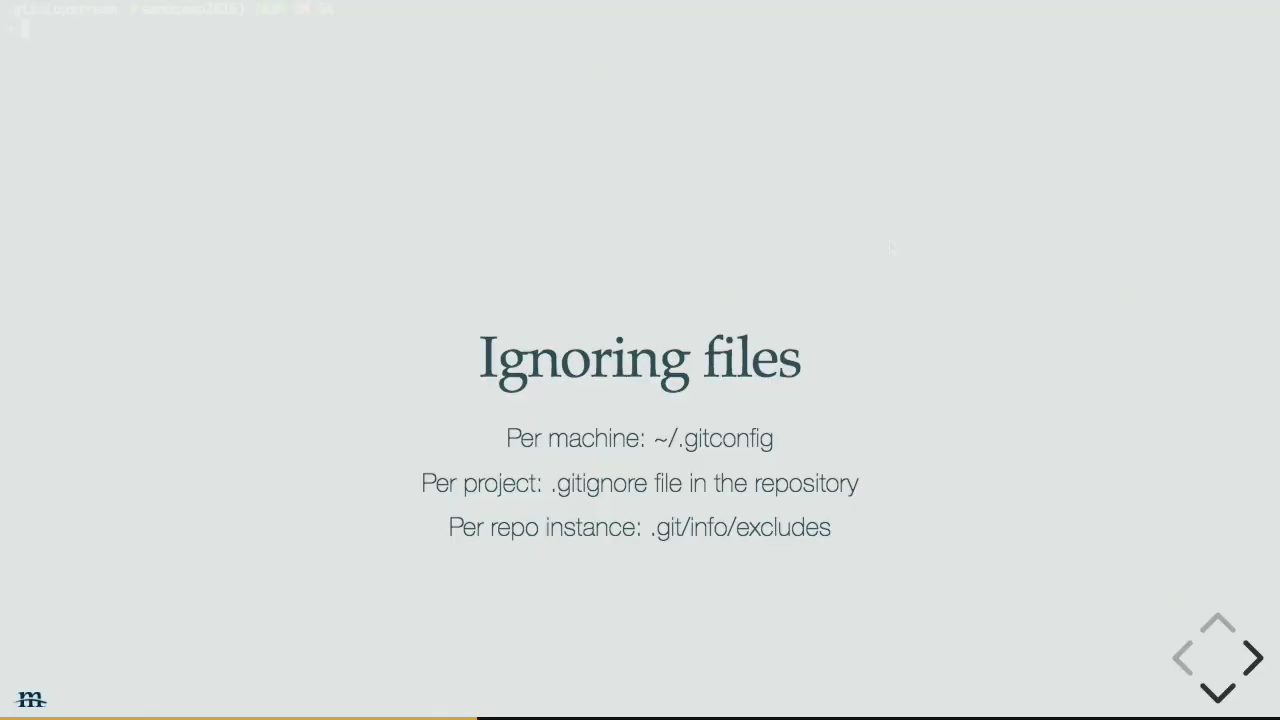 Ignoring files
Per machine: ~/.gitconfig
Per project: .gitignore file in the repository
Per repo instance: .git/info/excludes
m